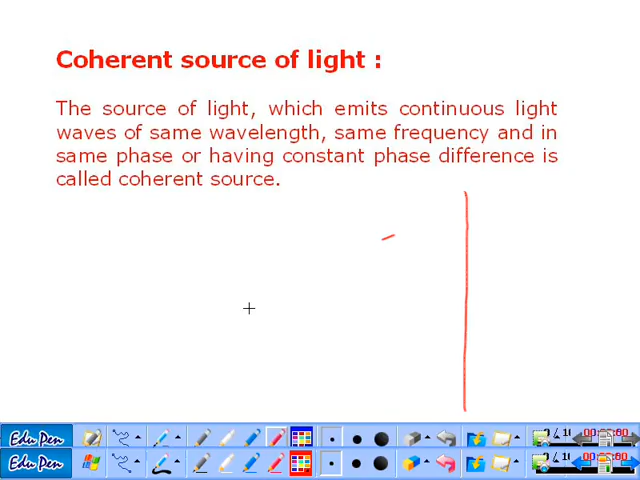 Coherent source of light :
The source of light, which emits continuous light
waves of same wavelength, same frequency and in
same phase or having constant phase difference is
called coherent source.
Edu Pen
Edu Pen